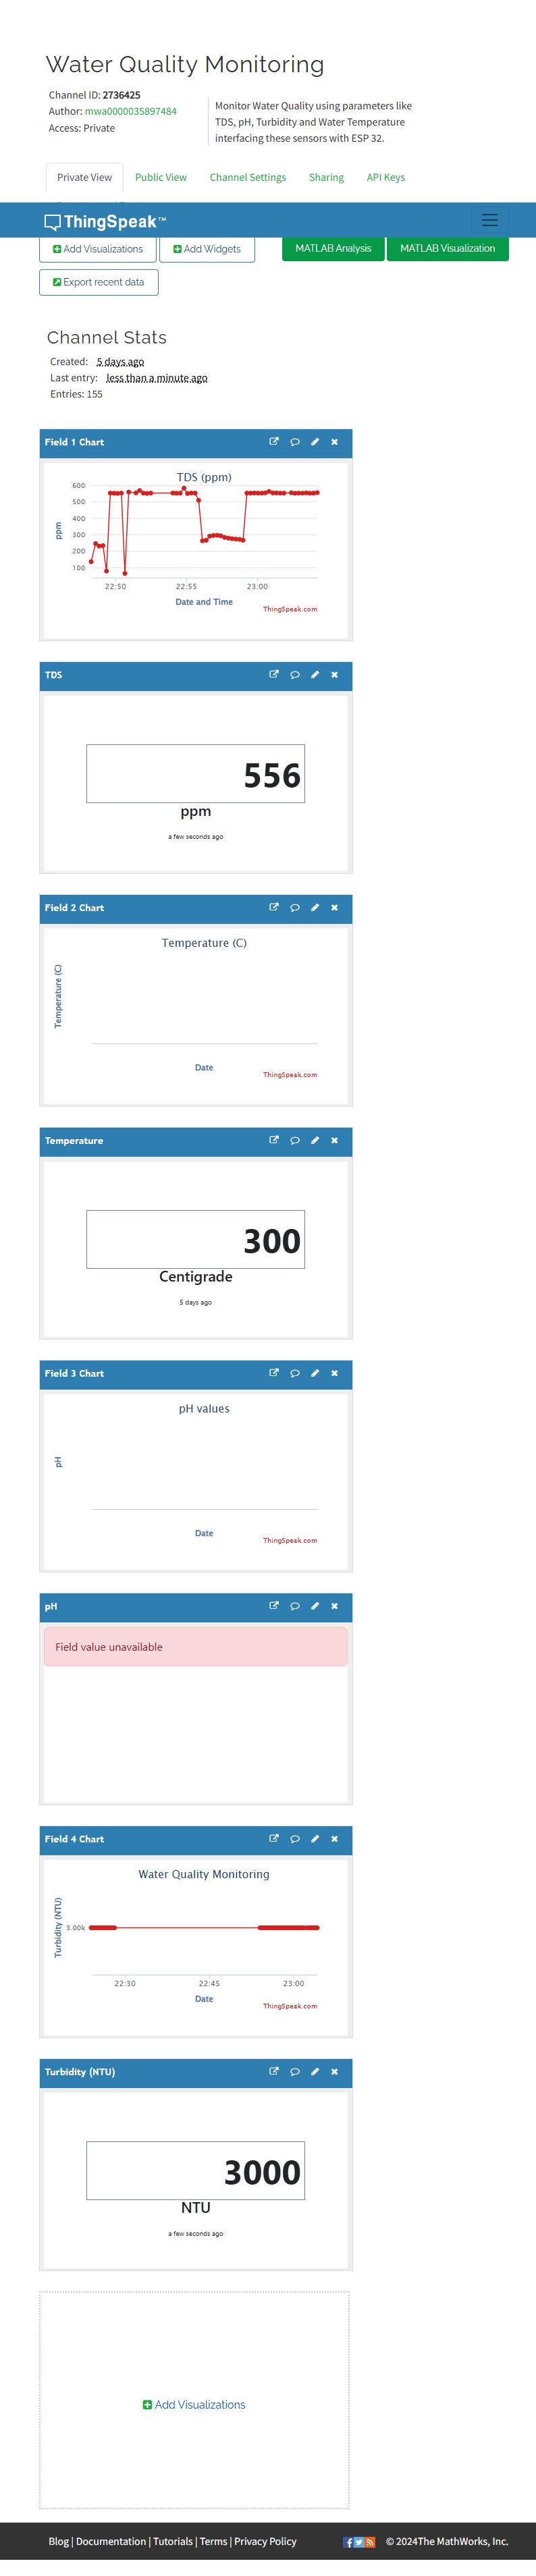 Water Quality Monitoring
Channel ID: 2736425
Author: mwa0000035897484
Access: Private
Monitor Water Quality using parameters like
TDS, pH, Turbidity and Water Temperature
interfacing these sensors with ESP 32.
Private View Public View Channel Settings Sharing API Keys
ThingSpeak™
Add Visualizations Add Widgets MATLAB Analysis MATLAB Visualization
Export recent data
Channel Stats
Created: 5 days ago
Last entry: less than a minute ago
Entries: 155
Field 1 Chart
TDS (ppm)
600
500
400
300
200
100
ppm
22:50 22:55 23:00
Date and Time
ThingSpeak.com
TDS
556
ppm
a few seconds ago
Field 2 Chart
Temperature (C)
Temperature (C)
Date
ThingSpeak.com
Temperature
300
Centigrade
5 days ago
Field 3 Chart
pH values
pH
Date
ThingSpeak.com
pH
Field value unavailable
Field 4 Chart
Water Quality Monitoring
Turbidity (NTU)
3.00k
22:30 22:45 23:00
Date
ThingSpeak.com
Turbidity (NTU)
3000
NTU
a few seconds ago
Add Visualizations
Blog | Documentation | Tutorials | Terms | Privacy Policy
© 2024The MathWorks, Inc.